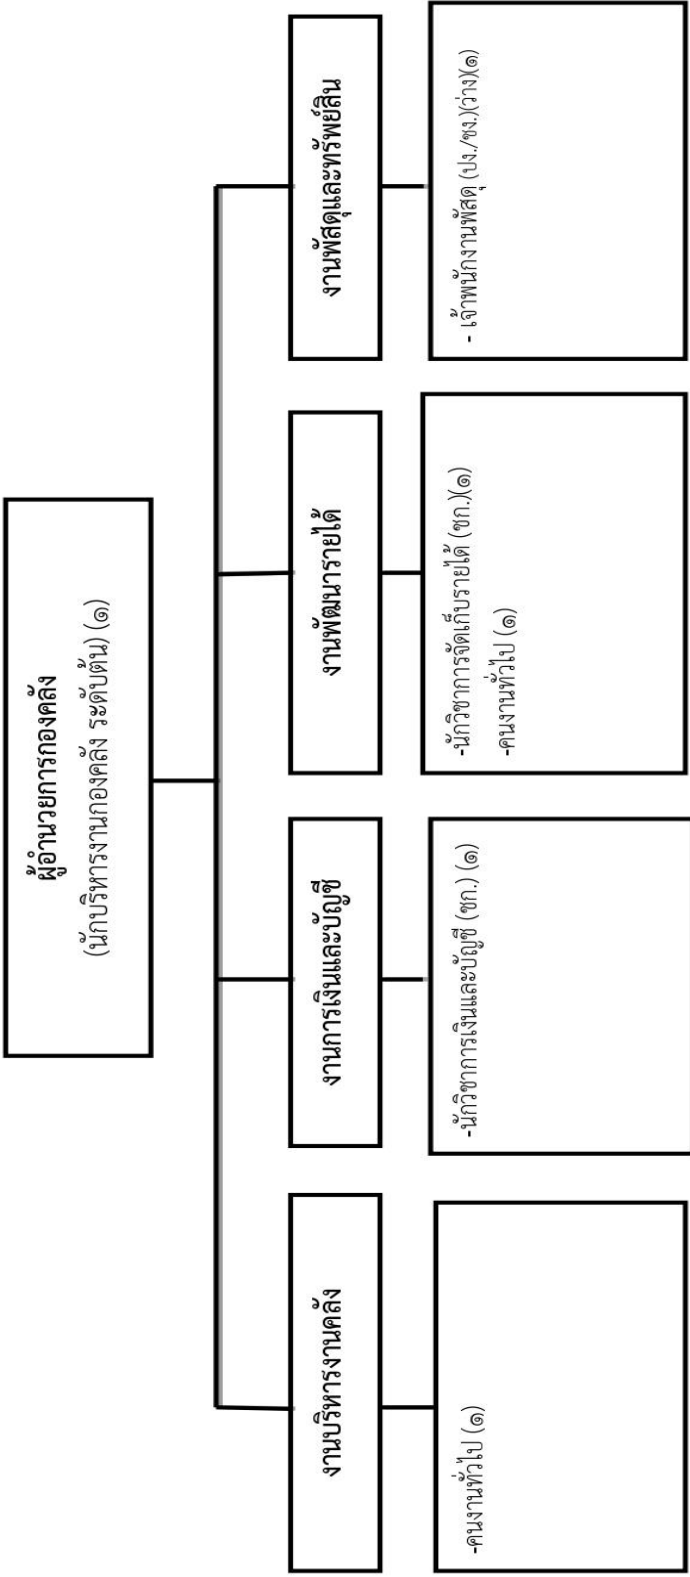 ผู้อำนวยการกองคลัง
(นักบริหารงานกองคลัง ระดับต้น) (๑)
งานบริหารงานคลัง
งานการเงินและบัญชี
งานพัฒนารายได้
งานพัสดุและทรัพย์สิน
-คนงานทั่วไป (๑)
-นักวิชาการเงินและบัญชี (ชก.) (๑)
-นักวิชาการจัดเก็บรายได้ (ชก.)(๑)
-คนงานทั่วไป (๑)
- เจ้าพนักงานพัสดุ (ปง./ชง.)(ว่าง)(๑)